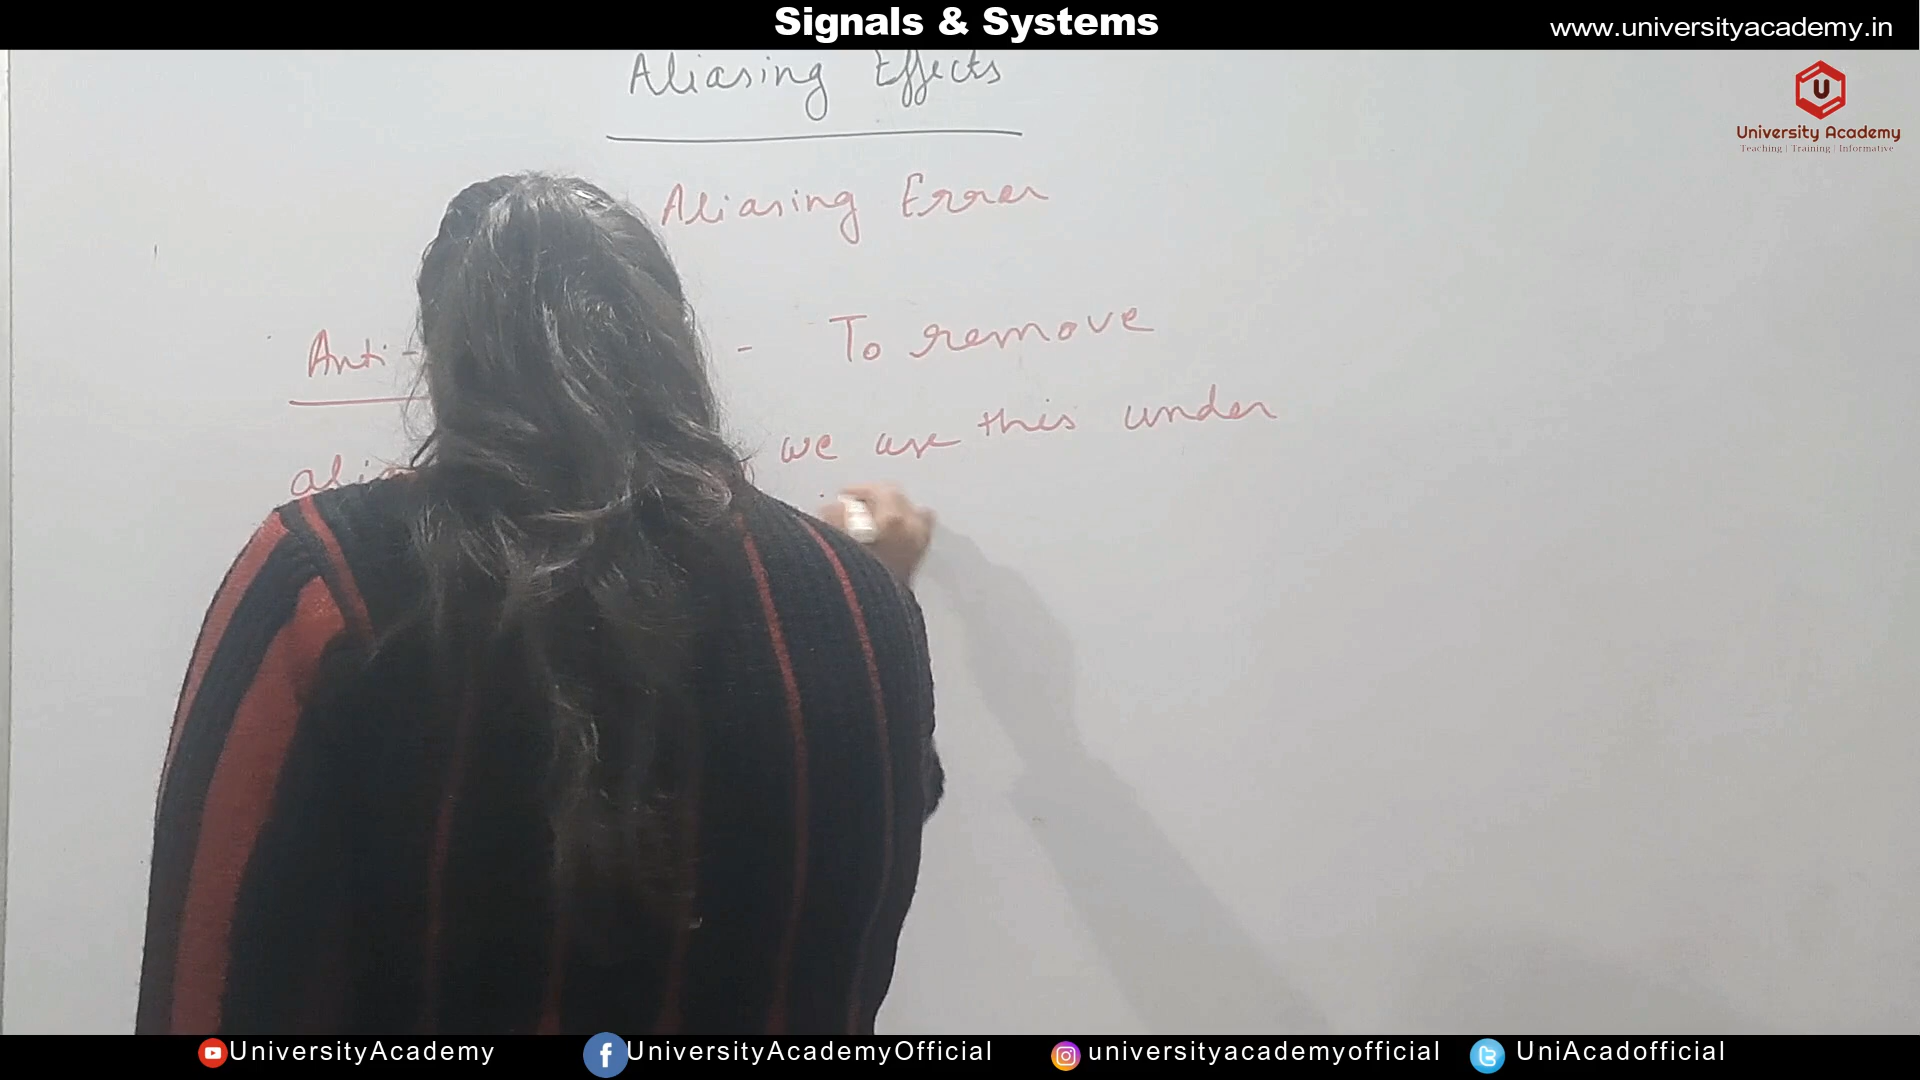 Signals & Systems
www.universityacademy.in
Aliasing Effects
U
University Academy
Teaching | Training | Informative
Aliasing Error
Anti - - To remove
we use this under
UniversityAcademy
UniversityAcademyOfficial
universityacademyofficial
UniAcadofficial